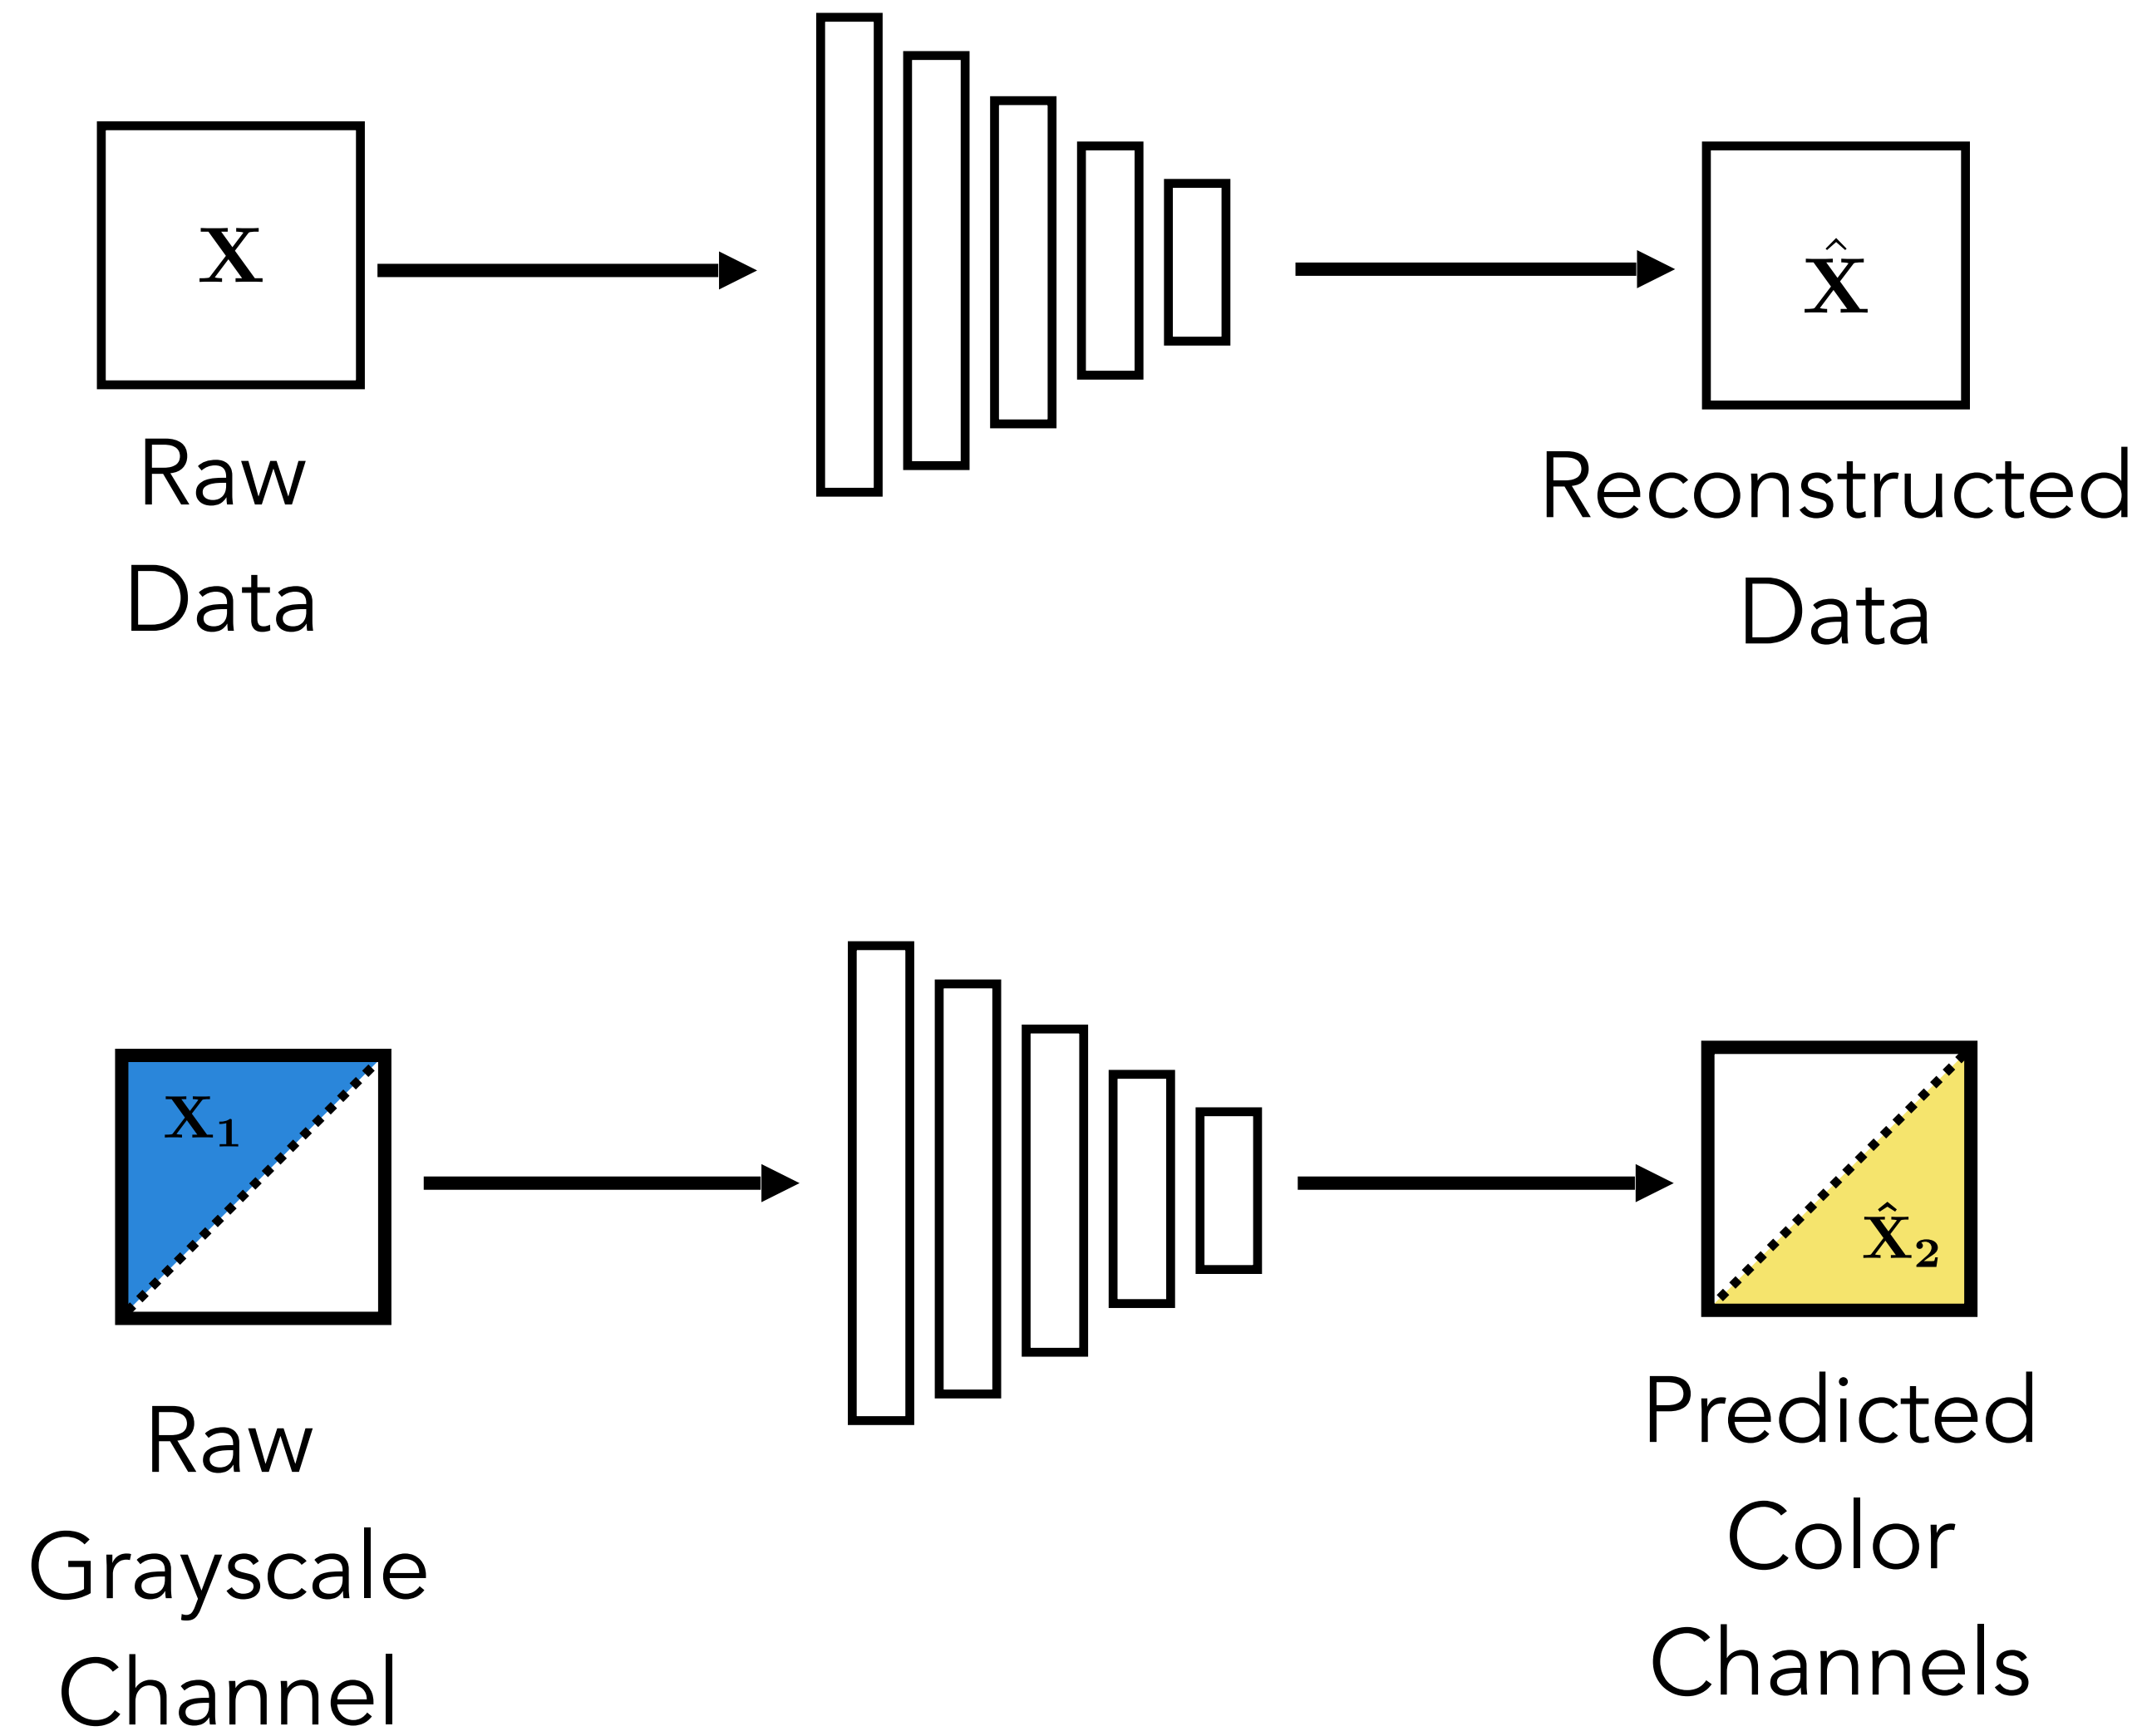 x
Raw
Data
x̂
Reconstructed
Data
x₁
Raw
Grayscale
Channel
x̂₂
Predicted
Color
Channels